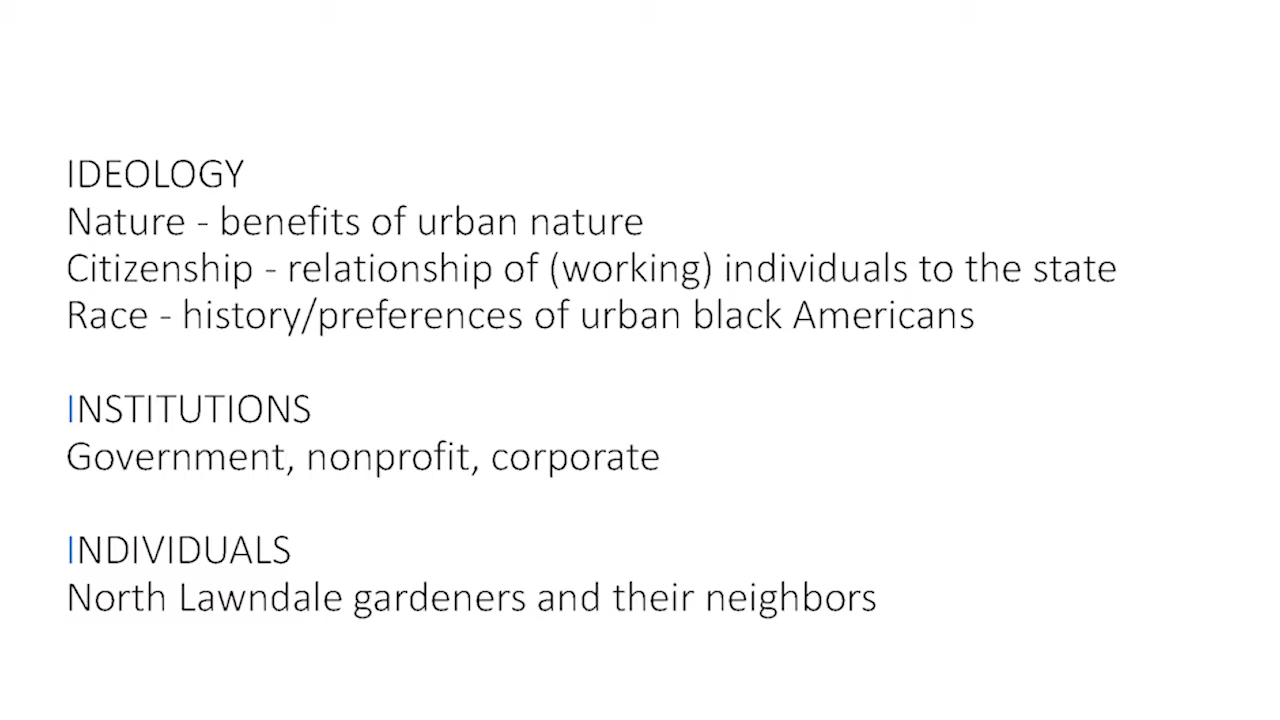 IDEOLOGY
Nature - benefits of urban nature
Citizenship - relationship of (working) individuals to the state
Race - history/preferences of urban black Americans
INSTITUTIONS
Government, nonprofit, corporate
INDIVIDUALS
North Lawndale gardeners and their neighbors